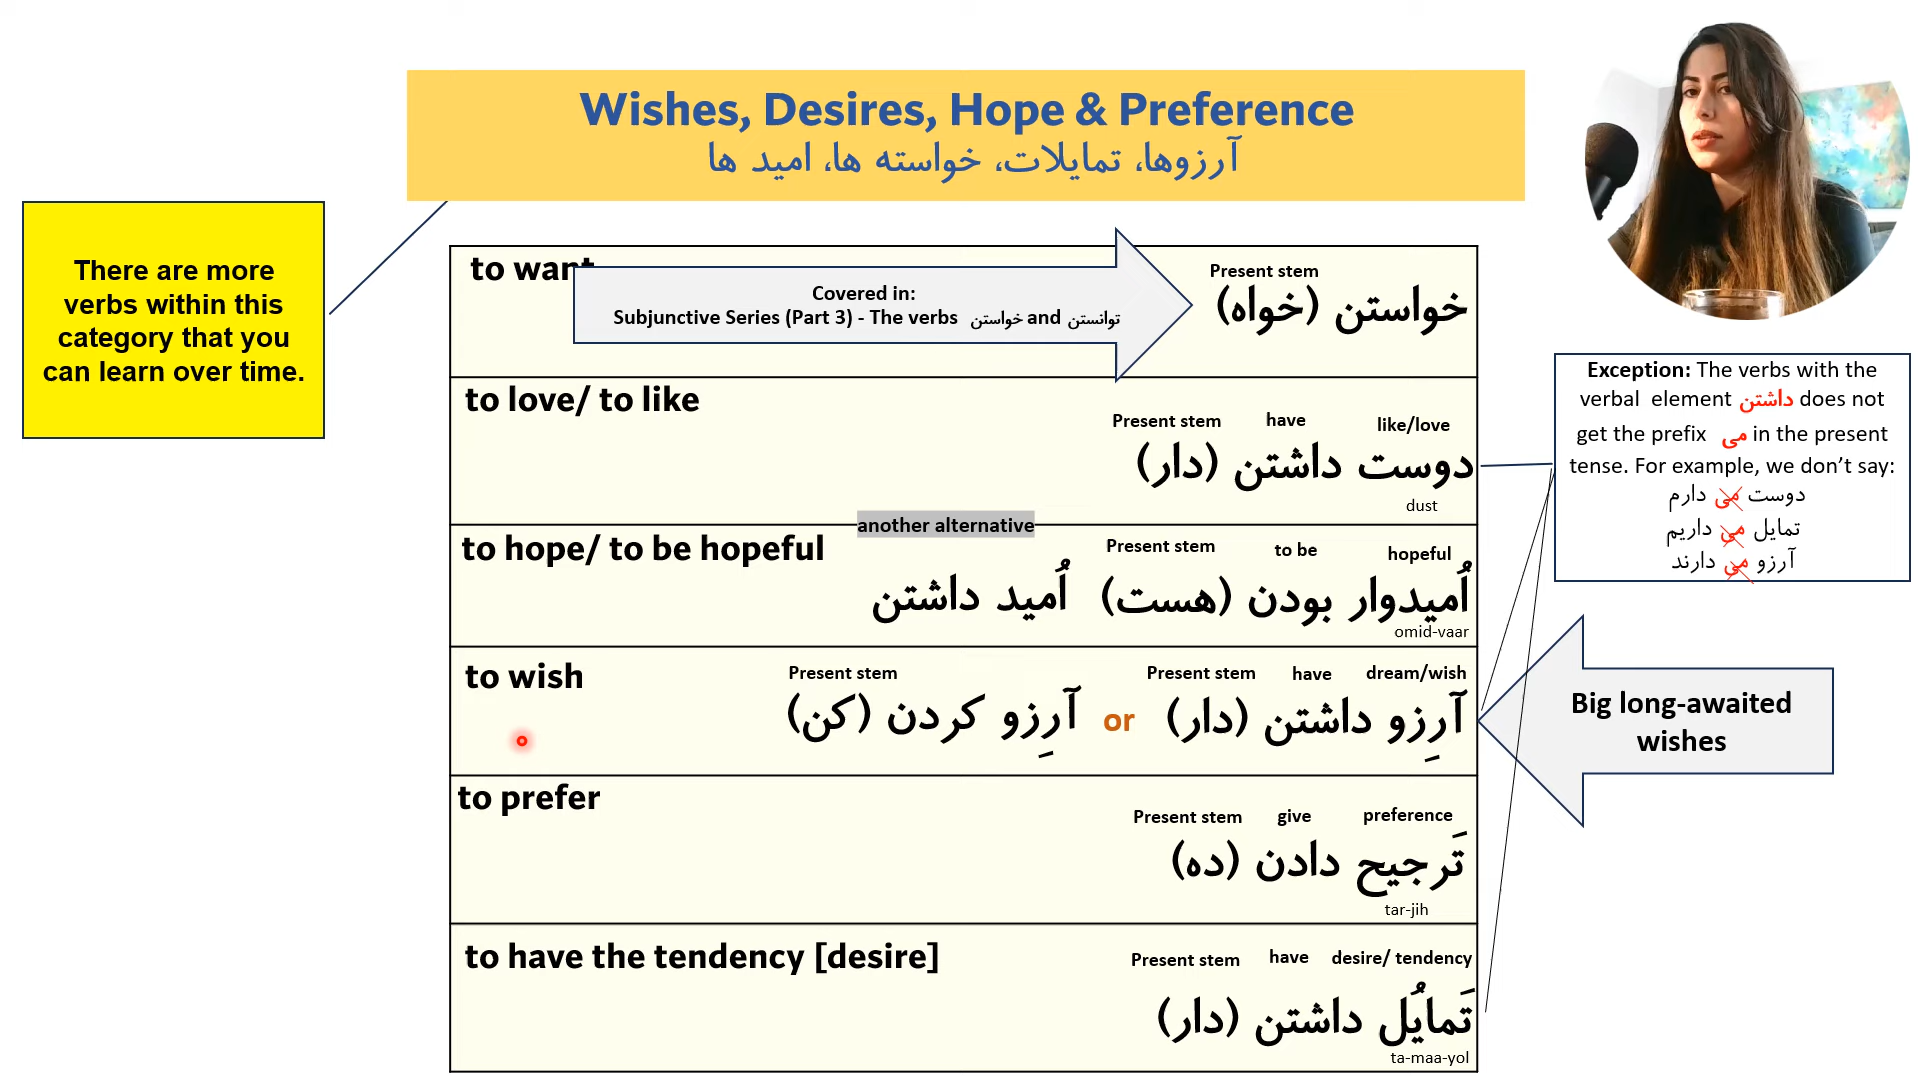 Wishes, Desires, Hope & Preference
آرزوها، تمایلات، خواسته ها، امید ها
There are more
verbs within this
category that you
can learn over time.
to want
Covered in:
Subjunctive Series (Part 3) - The verbs خواستن and توانستن
Present stem
خواستن (خواه)
to love/ to like
Present stem have like/love
دوست داشتن (دار)
dust
Exception: The verbs with the
verbal element داشتن does not
get the prefix می in the present
tense. For example, we don’t say:
دوست می دارم
تمایل می داریم
آرزو می دارند
another alternative
to hope/ to be hopeful
Present stem to be hopeful
اُمیدوار بودن (هست) اُمید داشتن
omid-vaar
to wish
Present stem Present stem have dream/wish
آرِزو داشتن (دار) or آرِزو کردن (کن)
Big long-awaited
wishes
to prefer
Present stem give preference
تَرجیح دادن (ده)
tar-jih
to have the tendency [desire]
Present stem have desire/ tendency
تَمایُل داشتن (دار)
ta-maa-yol